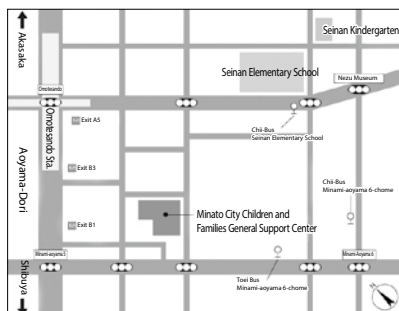 Akasaka
Seinan Kindergarten
Seinan Elementary School
Nezu Museum
Omotesando
Omotesando Sta.
Chii-Bus
Seinan Elementary School
Exit A5
Aoyama-Dori
Exit B3
Chii-Bus
Minami-aoyama 6-chome
Minato City Children and
Families General Support Center
Exit B1
Minami-aoyama 5
Minami-Aoyama 6
Toei Bus
Minami-aoyama 6-chome
Shibuya
N